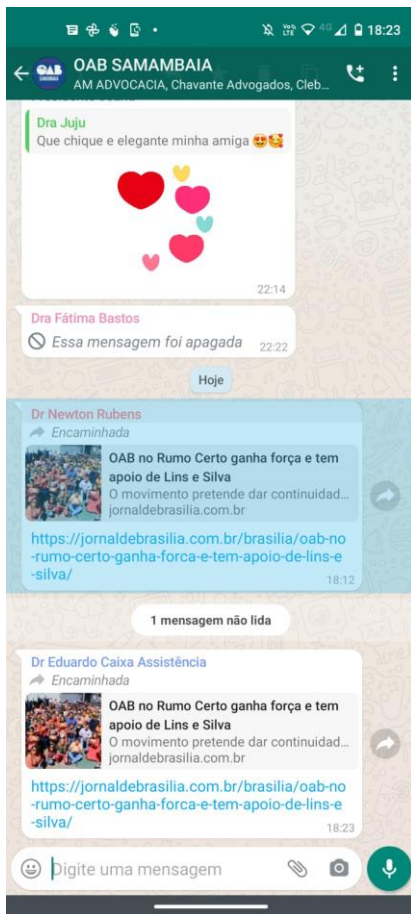 4G 18:23
OAB SAMAMBAIA
AM ADVOCACIA, Chavante Advogados, Cleb...
Dra Juju
Que chique e elegante minha amiga 😍🥰
22:14
Dra Fátima Bastos
Essa mensagem foi apagada 22:22
Hoje
Dr Newton Rubens
Encaminhada
OAB no Rumo Certo ganha força e tem
apoio de Lins e Silva
O movimento pretende dar continuidad...
jornaldebrasilia.com.br
https://jornaldebrasilia.com.br/brasilia/oab-no
-rumo-certo-ganha-forca-e-tem-apoio-de-lins-e
-silva/
18:12
1 mensagem não lida
Dr Eduardo Caixa Assistência
Encaminhada
OAB no Rumo Certo ganha força e tem
apoio de Lins e Silva
O movimento pretende dar continuidad...
jornaldebrasilia.com.br
https://jornaldebrasilia.com.br/brasilia/oab-no
-rumo-certo-ganha-forca-e-tem-apoio-de-lins-e
-silva/
18:23
Digite uma mensagem